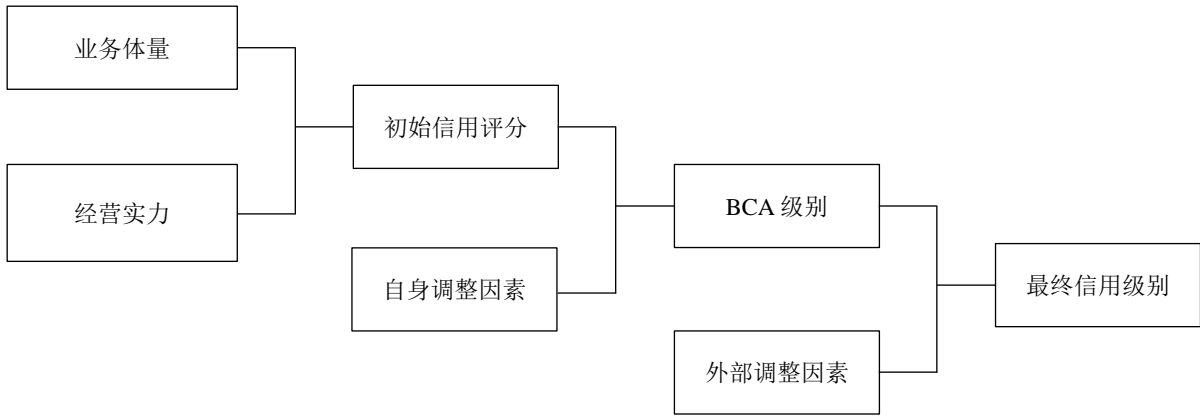 业务体量
经营实力
初始信用评分
自身调整因素
BCA 级别
外部调整因素
最终信用级别